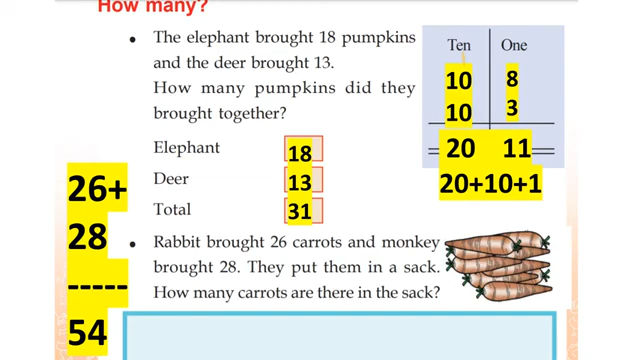 How many?
• The elephant brought 18 pumpkins
and the deer brought 13.
How many pumpkins did they
brought together?
Ten One
10 8
10 3
20 11
20+10+1
Elephant 18
Deer 13
Total 31
26+
28
-----
54
• Rabbit brought 26 carrots and monkey
brought 28. They put them in a sack.
How many carrots are there in the sack?